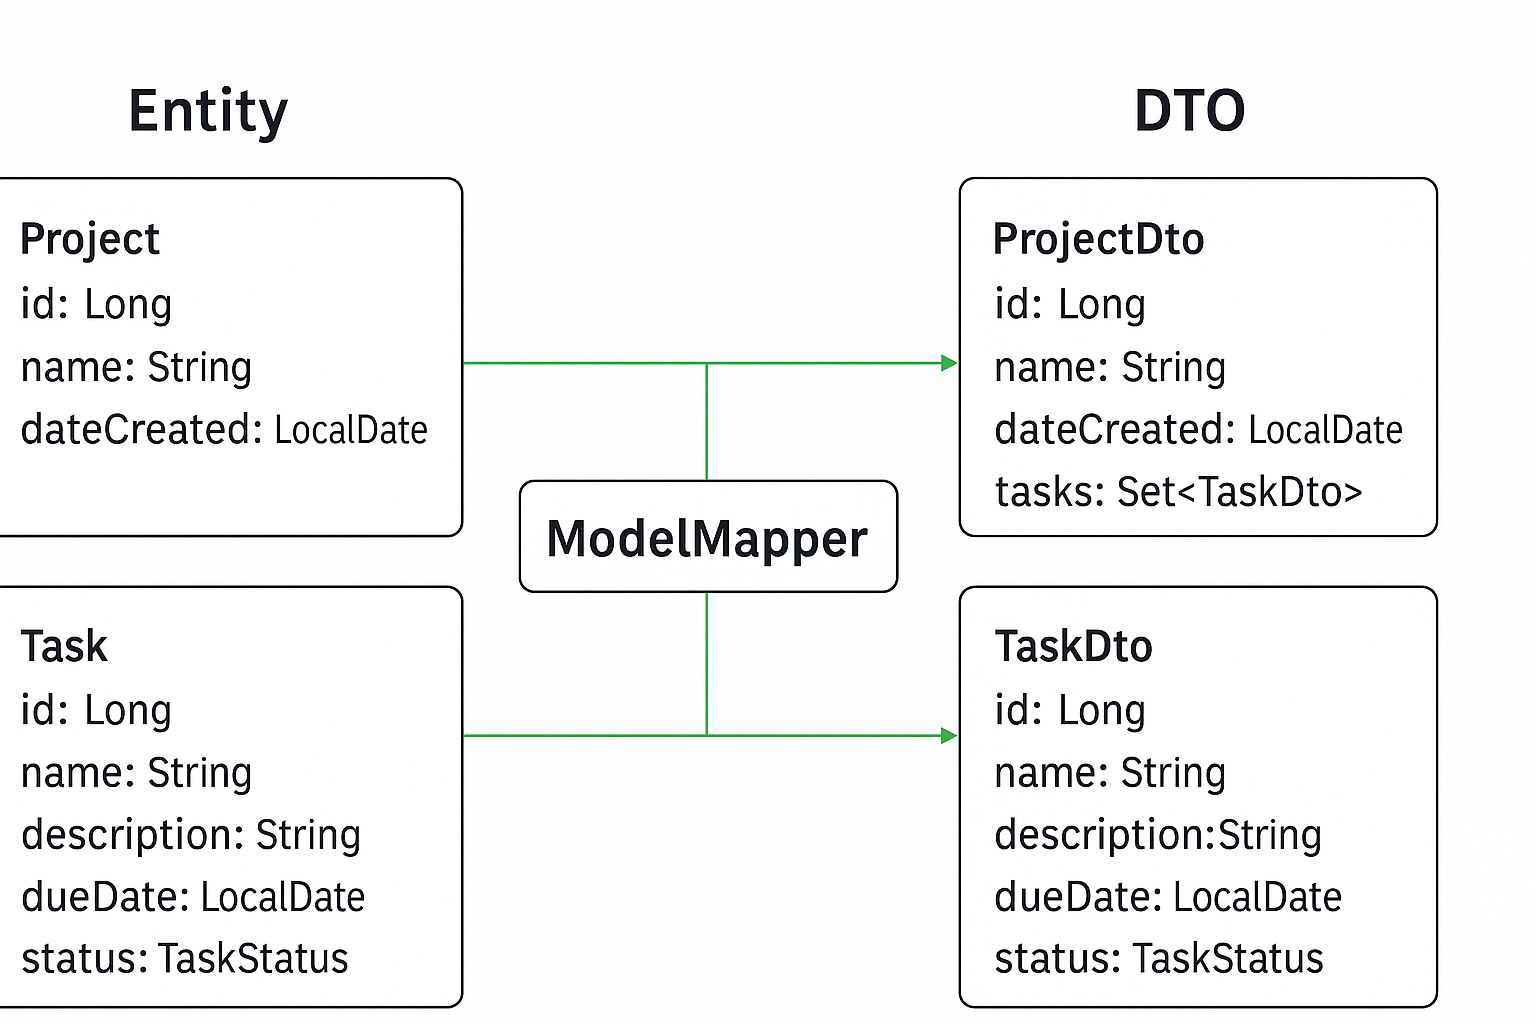 Entity
Project
id: Long
name: String
dateCreated: LocalDate
Task
id: Long
name: String
description: String
dueDate: LocalDate
status: TaskStatus
ModelMapper
DTO
ProjectDto
id: Long
name: String
dateCreated: LocalDate
tasks: Set<TaskDto>
TaskDto
id: Long
name: String
description:String
dueDate: LocalDate
status: TaskStatus